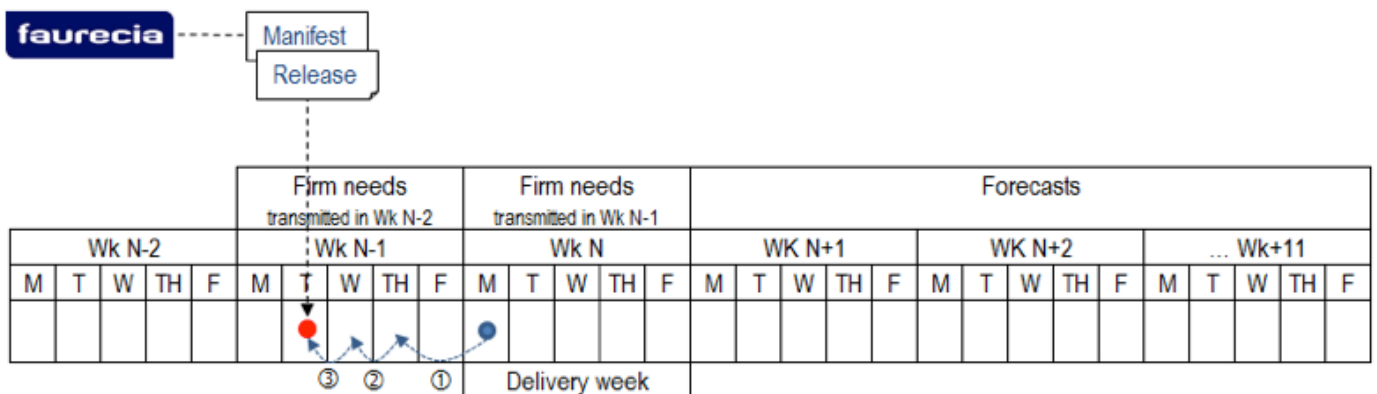 faurecia
Manifest
Release
Firm needs Firm needs Forecasts
transmitted in Wk N-2 transmitted in Wk N-1
Wk N-2 Wk N-1 Wk N WK N+1 WK N+2 ... Wk+11
M T W TH F M T W TH F M T W TH F M T W TH F M T W TH F M T W TH F
③ ② ① Delivery week